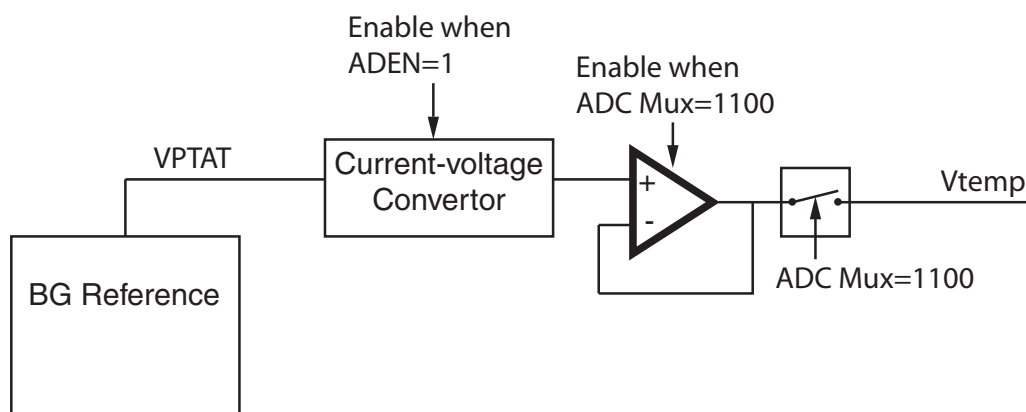 Enable when
ADEN=1
Enable when
ADC Mux=1100
VPTAT
Current-voltage
Convertor
+
-
Vtemp
ADC Mux=1100
BG Reference